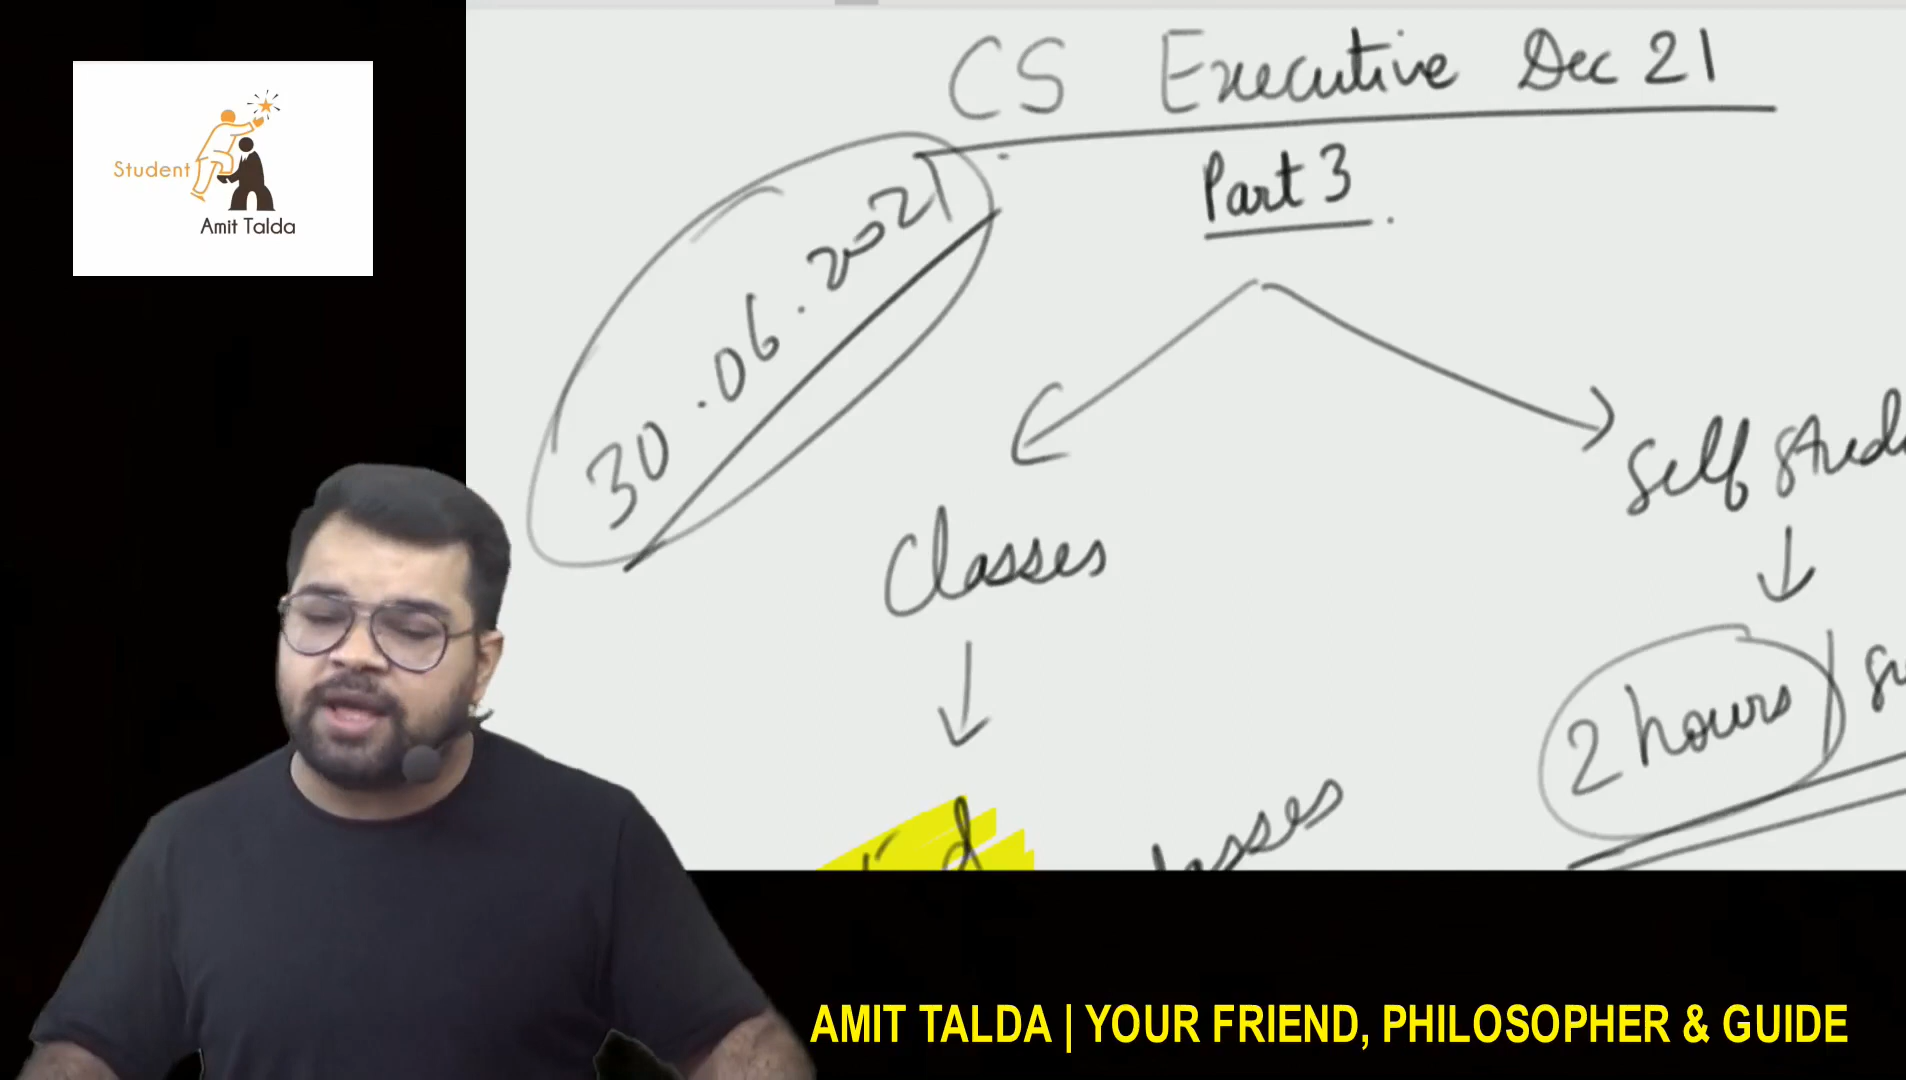 CS Executive Dec 21
Part 3
30.06.2021
Student
Amit Talda
Self
Classes
2 hours
AMIT TALDA | YOUR FRIEND, PHILOSOPHER & GUIDE